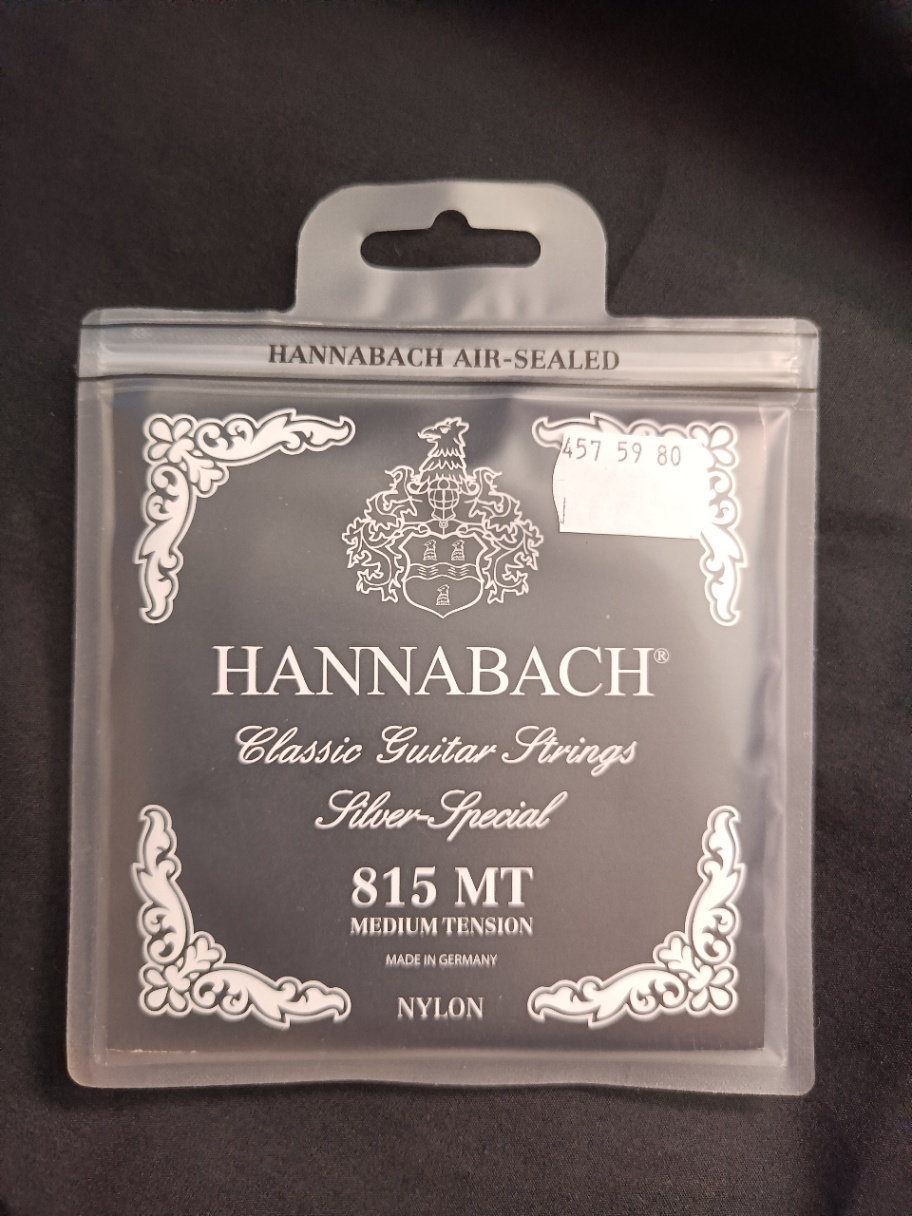 HANNABACH AIR-SEALED
457 59 80
HANNABACH®
Classic Guitar Strings
Silver-Special
815 MT
MEDIUM TENSION
MADE IN GERMANY
NYLON